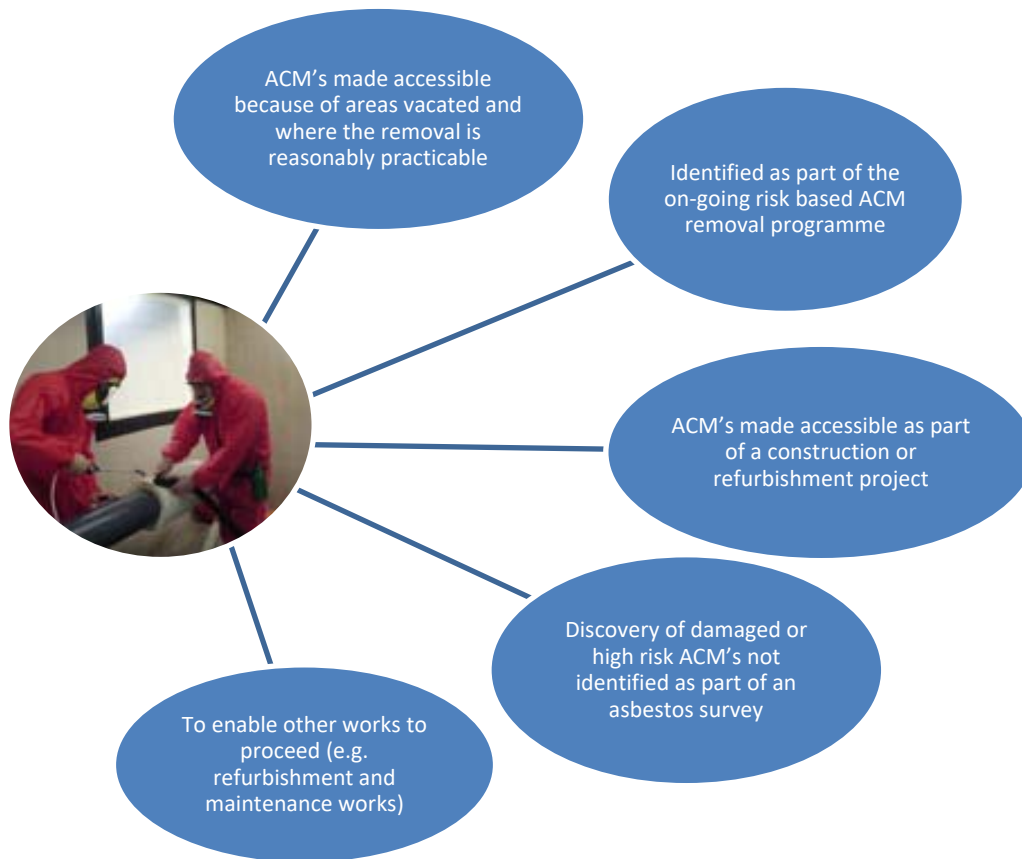 ACM’s made accessible
because of areas vacated and
where the removal is
reasonably practicable
Identified as part of the
on-going risk based ACM
removal programme
ACM’s made accessible as part
of a construction or
refurbishment project
Discovery of damaged or
high risk ACM’s not
identified as part of an
asbestos survey
To enable other works to
proceed (e.g.
refurbishment and
maintenance works)